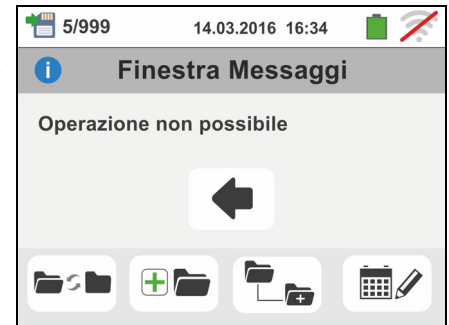 5/999 14.03.2016 16:34
Finestra Messaggi
Operazione non possibile